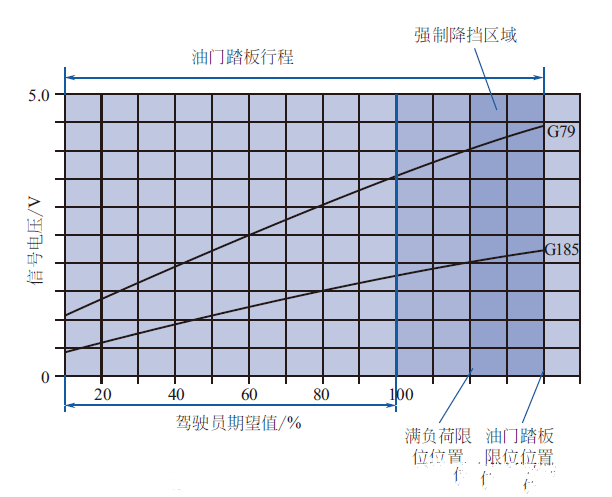 强制降挡区域
油门踏板行程
5.0
G79
信号电压/V
G185
0
20 40 60 80 100
驾驶员期望值/%
满负荷限 油门踏板
位位置 限位位置